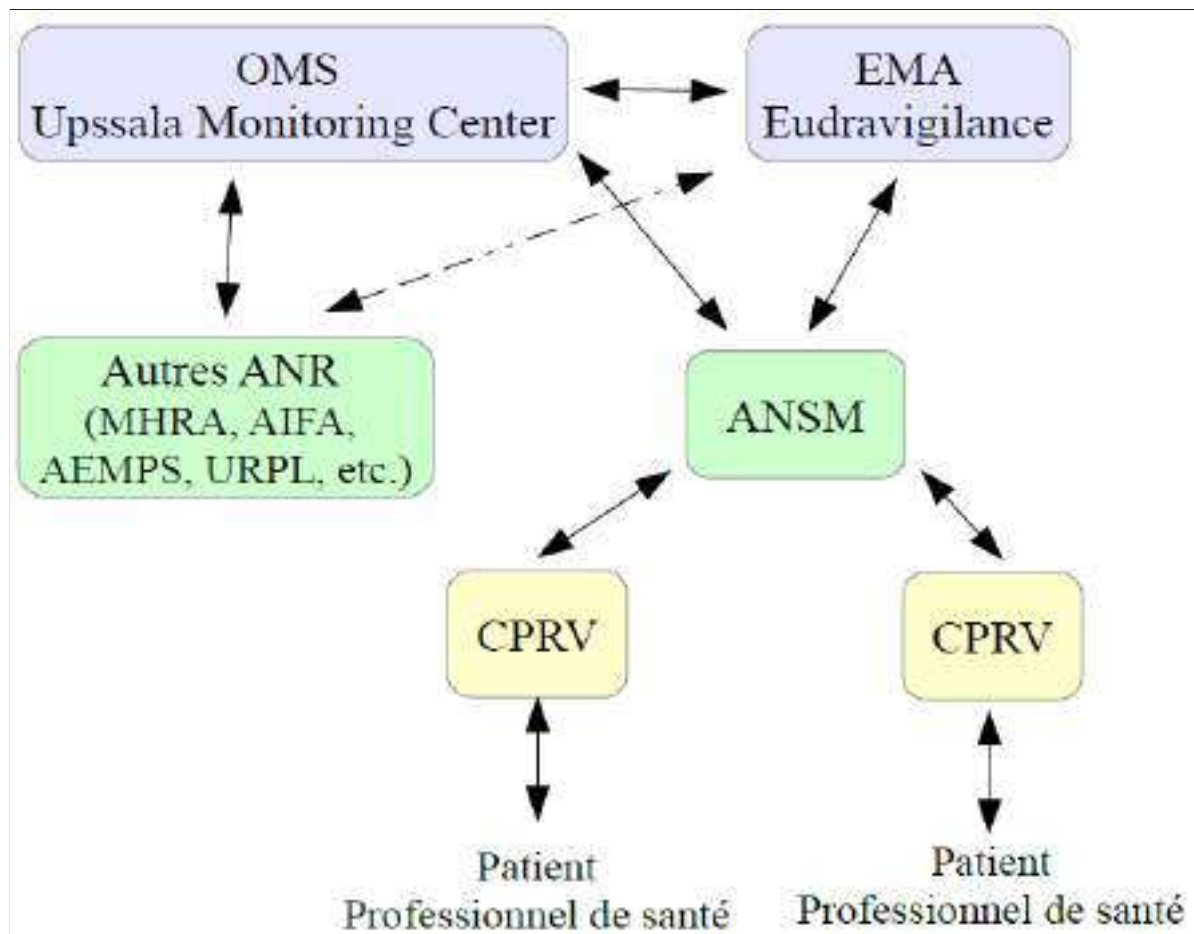 OMS
Upssala Monitoring Center
EMA
Eudravigilance
Autres ANR
(MHRA, AIFA,
AEMPS, URPL, etc.)
ANSM
CPRV
CPRV
Patient
Professionnel de santé
Patient
Professionnel de santé